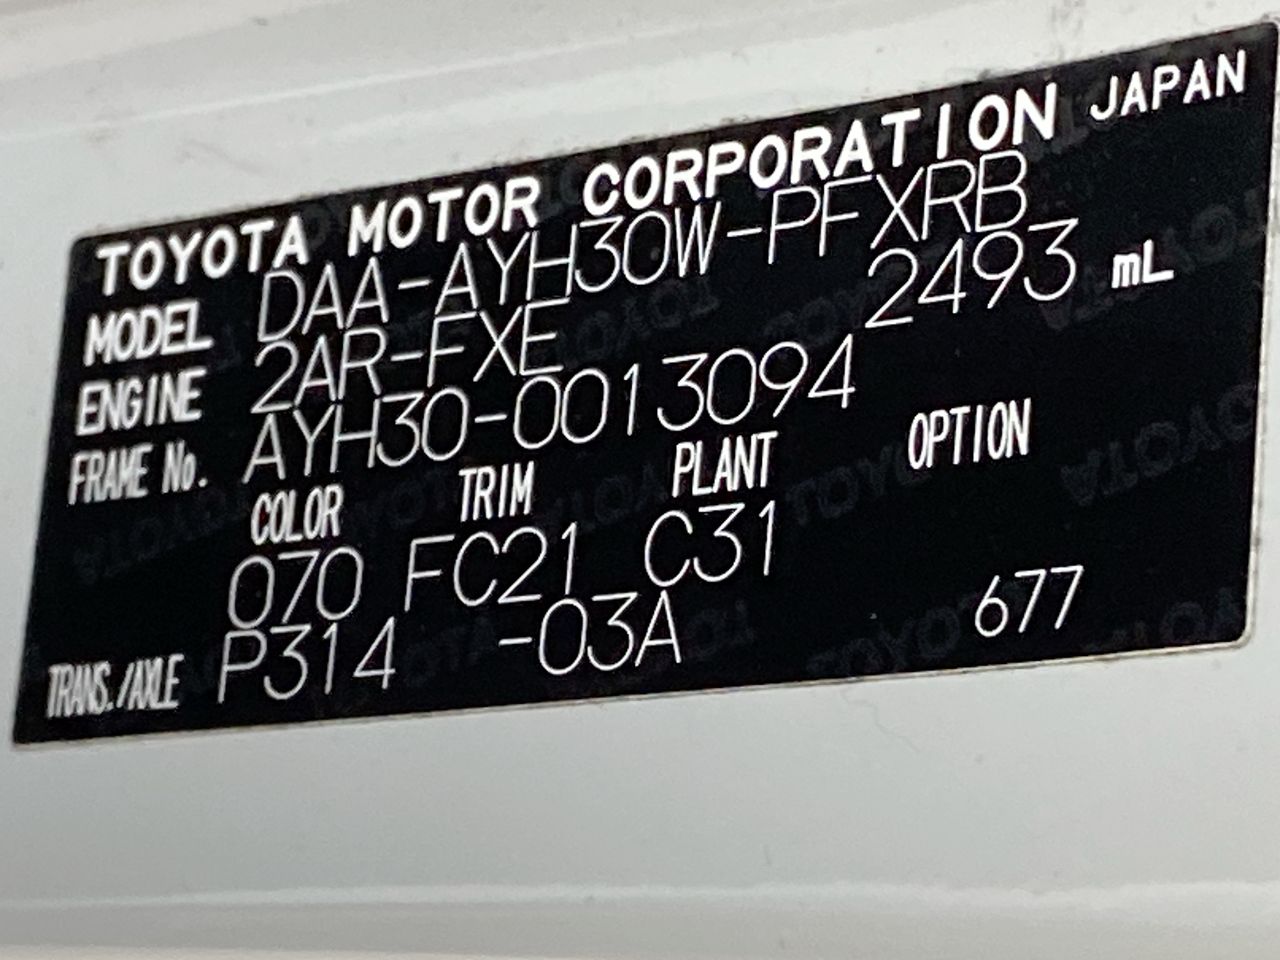 TOYOTA MOTOR CORPORATION JAPAN
MODEL DAA-AYH30W-PFXRB
ENGINE 2AR-FXE 2493 mL
FRAME No. AYH30-0013094
COLOR TRIM PLANT OPTION
070 FC21 C31
TRANS./AXLE P314 -03A 677